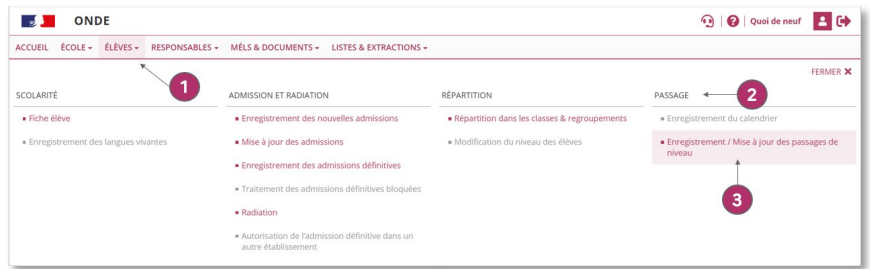 ONDE
Quoi de neuf
ACCUEIL ÉCOLE ÉLÈVES RESPONSABLES MÉLS & DOCUMENTS LISTES & EXTRACTIONS
FERMER
1
2
SCOLARITÉ
Fiche élève
Enregistrement des langues vivantes
ADMISSION ET RADIATION
Enregistrement des nouvelles admissions
Mise à jour des admissions
Enregistrement des admissions définitives
Traitement des admissions définitives bloquées
Radiation
Autorisation de l'admission définitive dans un
autre établissement
RÉPARTITION
Répartition dans les classes & regroupements
Modification du niveau des élèves
PASSAGE
Enregistrement du calendrier
Enregistrement / Mise à jour des passages de
niveau
3